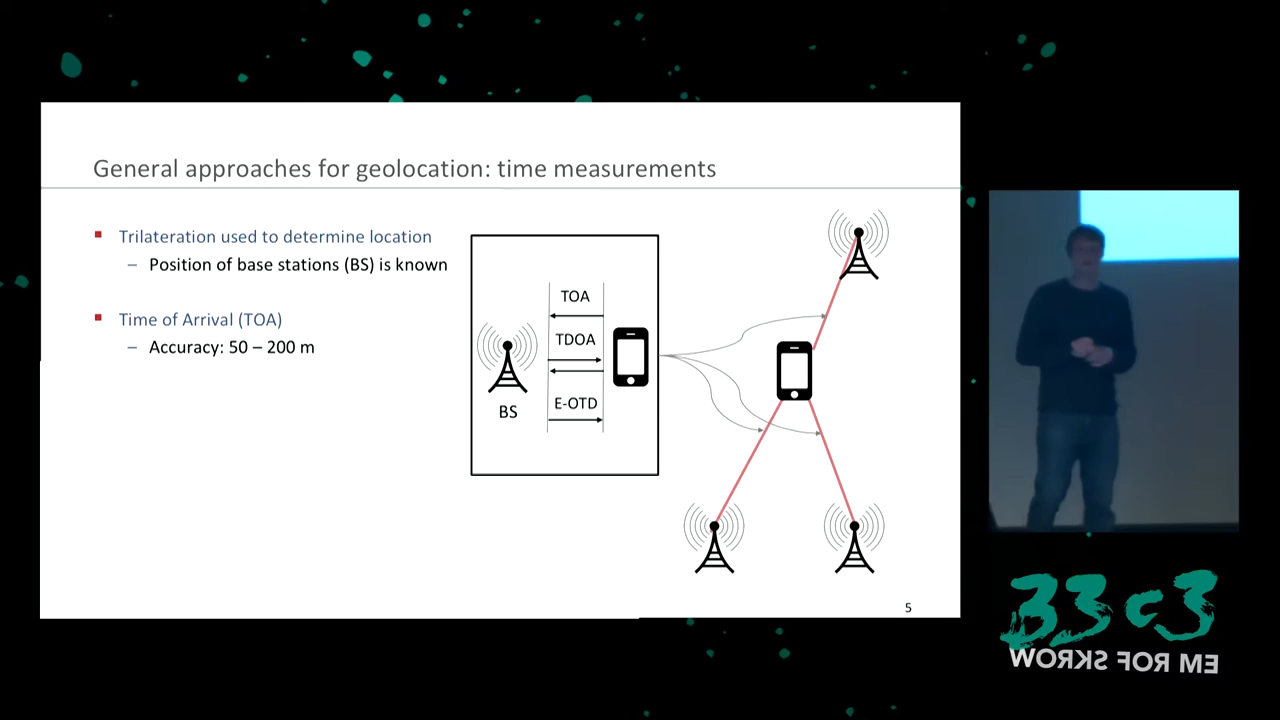 General approaches for geolocation: time measurements
Trilateration used to determine location
– Position of base stations (BS) is known
Time of Arrival (TOA)
– Accuracy: 50 – 200 m
TOA
TDOA
E-OTD
BS
5
33c3
WORKS FOR ME